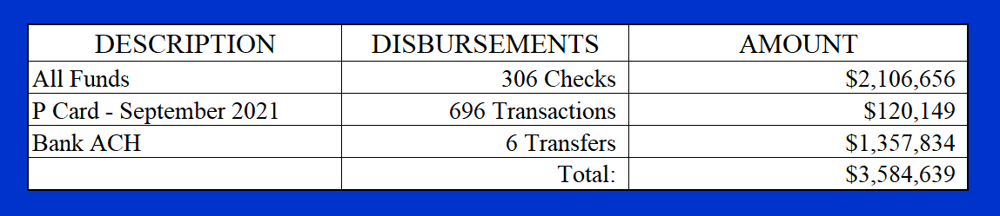 DESCRIPTION DISBURSEMENTS AMOUNT
All Funds 306 Checks $2,106,656
P Card - September 2021 696 Transactions $120,149
Bank ACH 6 Transfers $1,357,834
Total: $3,584,639